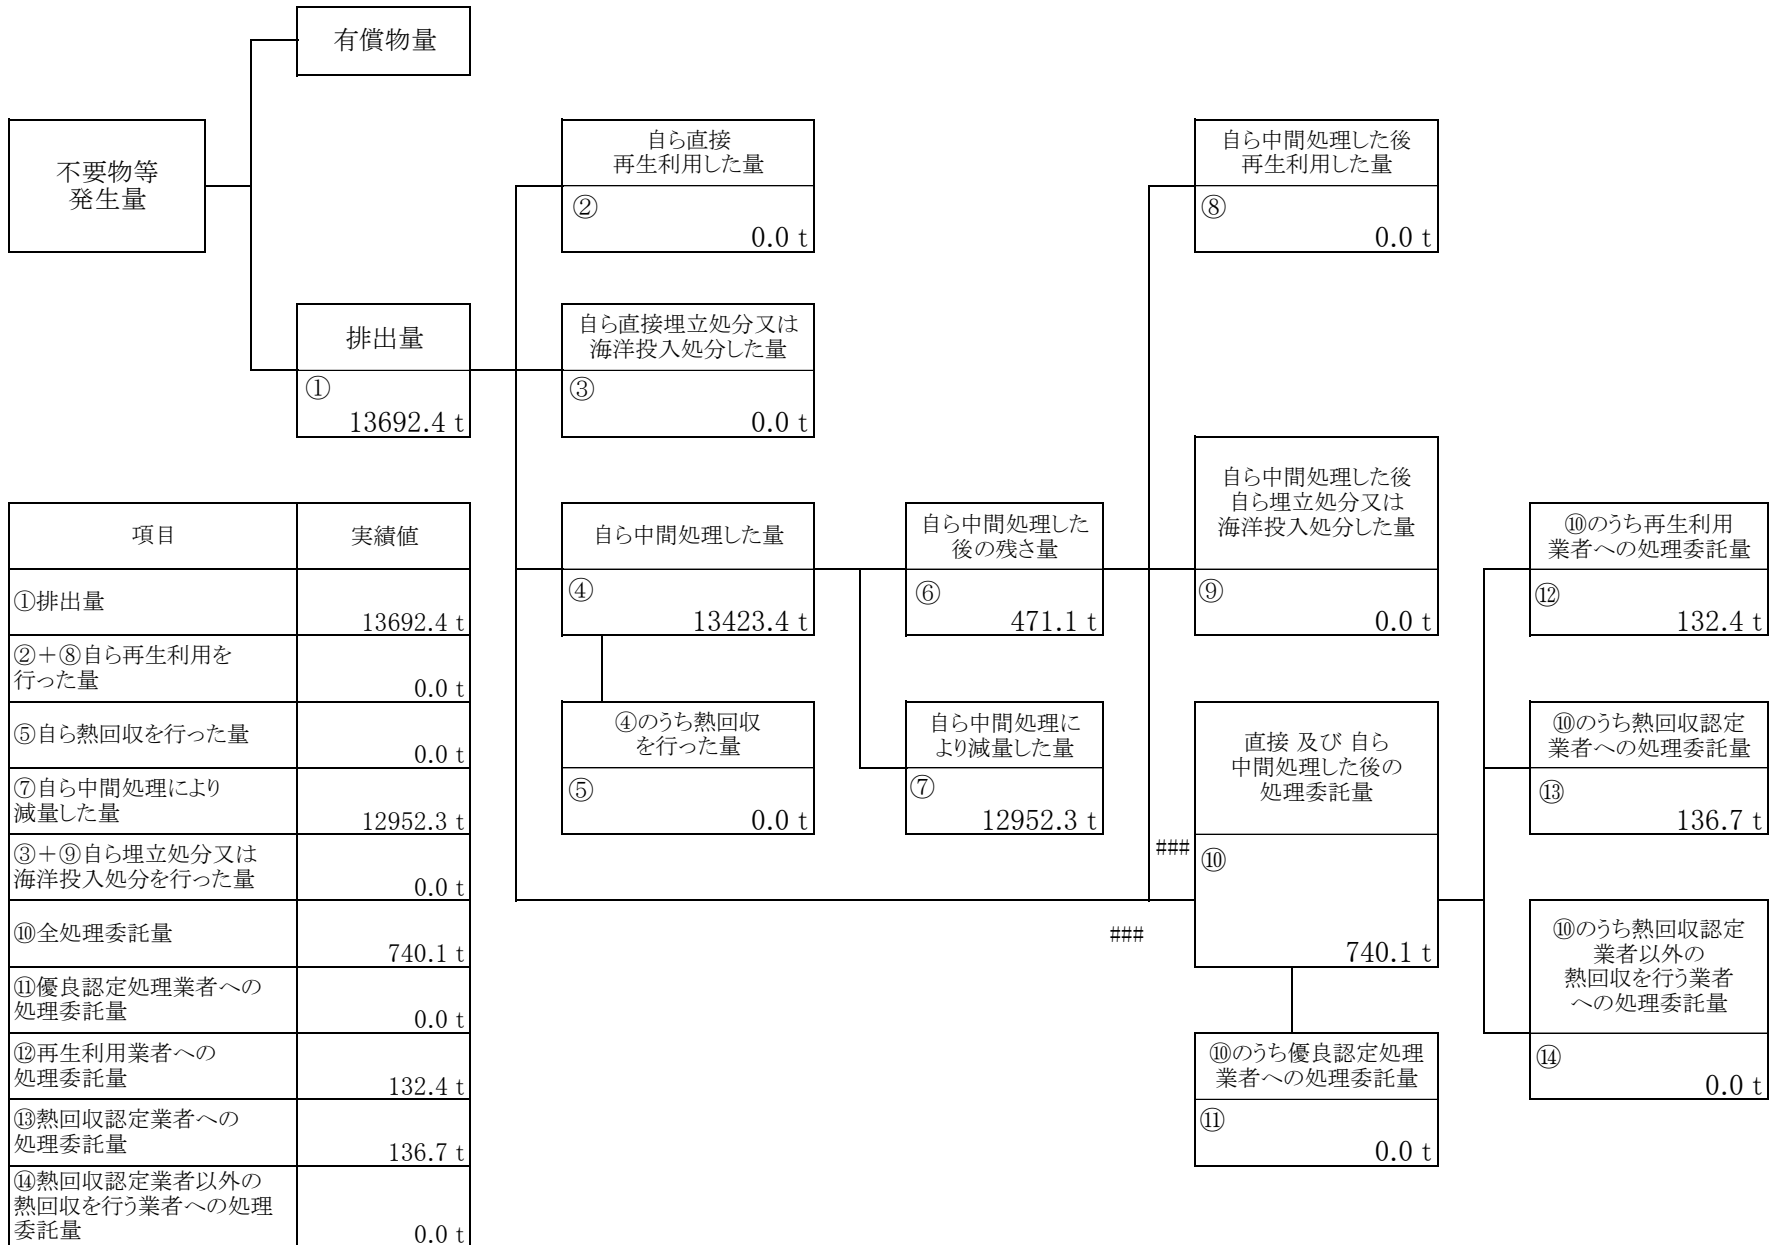 有償物量
不要物等
発生量
排出量
①
13692.4 t
自ら直接
再生利用した量
②
0.0 t
自ら直接埋立処分又は
海洋投入処分した量
③
0.0 t
自ら中間処理した量
④
13423.4 t
④のうち熱回収
を行った量
⑤
0.0 t
自ら中間処理した
後の残さ量
⑥
471.1 t
自ら中間処理に
より減量した量
⑦
12952.3 t
自ら中間処理した後
再生利用した量
⑧
0.0 t
自ら中間処理した後
自ら埋立処分又は
海洋投入処分した量
⑨
0.0 t
直接 及び 自ら
中間処理した後の
処理委託量
###
⑩
###
740.1 t
⑩のうち優良認定処理
業者への処理委託量
⑪
0.0 t
⑩のうち再生利用
業者への処理委託量
⑫
132.4 t
⑩のうち熱回収認定
業者への処理委託量
⑬
136.7 t
⑩のうち熱回収認定
業者以外の
熱回収を行う業者
への処理委託量
⑭
0.0 t
項目 実績値
①排出量
13692.4 t
②+⑧自ら再生利用を
行った量
0.0 t
⑤自ら熱回収を行った量
0.0 t
⑦自ら中間処理により
減量した量
12952.3 t
③+⑨自ら埋立処分又は
海洋投入処分を行った量
0.0 t
⑩全処理委託量
740.1 t
⑪優良認定処理業者への
処理委託量
0.0 t
⑫再生利用業者への
処理委託量
132.4 t
⑬熱回収認定業者への
処理委託量
136.7 t
⑭熱回収認定業者以外の
熱回収を行う業者への処理
委託量
0.0 t